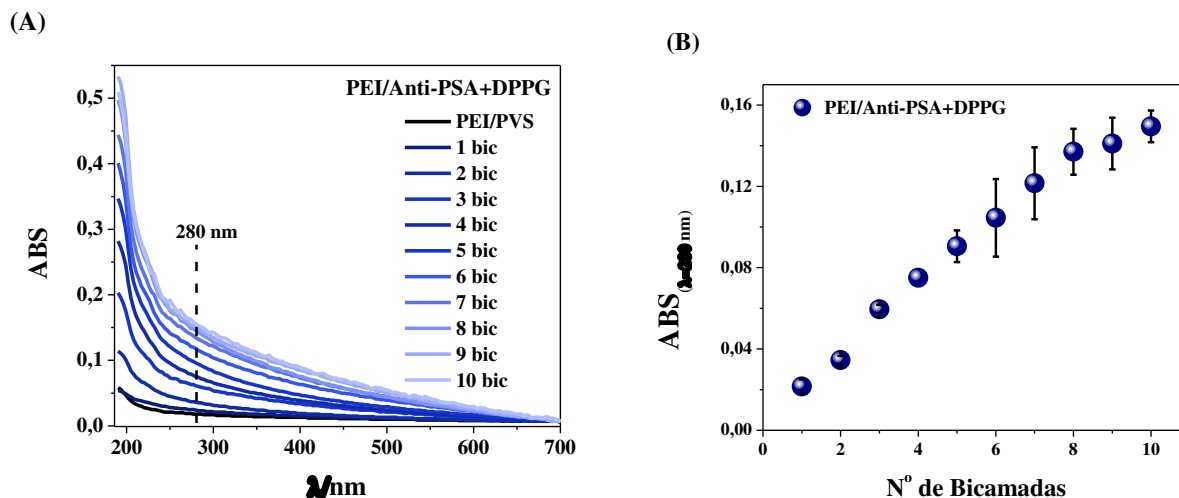 (A)
PEI/Anti-PSA+DPPG
PEI/PVS
1 bic
2 bic
3 bic
4 bic
5 bic
6 bic
7 bic
8 bic
9 bic
10 bic
280 nm
0,5
0,4
0,3
0,2
0,1
0,0
ABS
200 300 400 500 600 700
λ/nm
(B)
PEI/Anti-PSA+DPPG
0,16
0,12
0,08
0,04
0,00
ABS(λ=280 nm)
0 2 4 6 8 10
Nº de Bicamadas